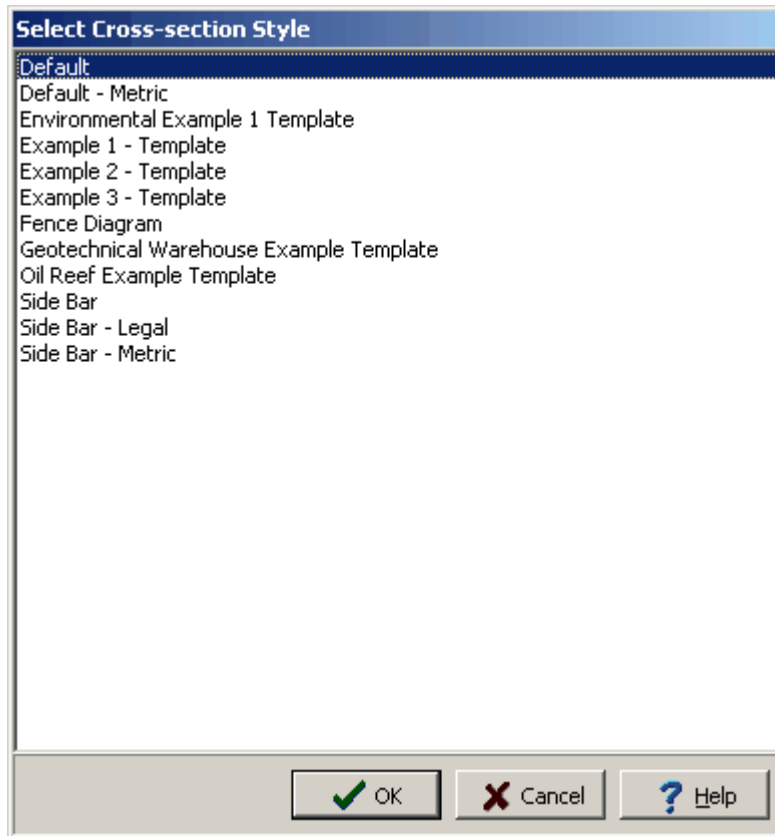 Select Cross-section Style
Default
Default - Metric
Environmental Example 1 Template
Example 1 - Template
Example 2 - Template
Example 3 - Template
Fence Diagram
Geotechnical Warehouse Example Template
Oil Reef Example Template
Side Bar
Side Bar - Legal
Side Bar - Metric
OK Cancel Help